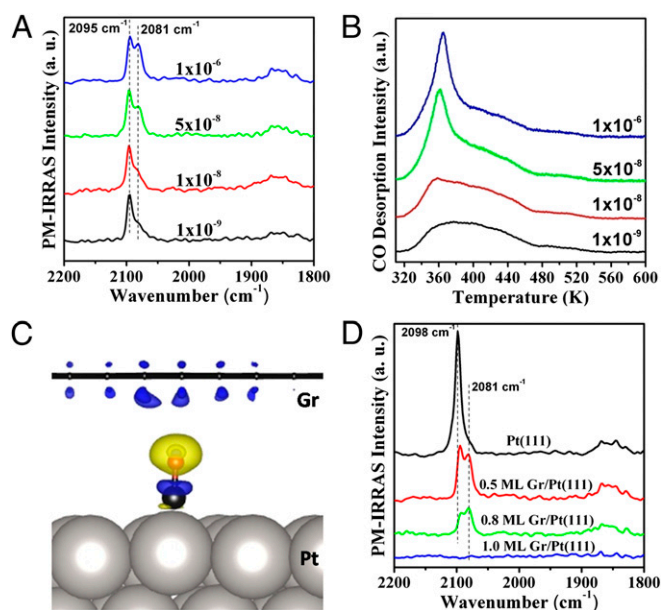 A
2095 cm⁻¹
2081 cm⁻¹
1x10⁻⁶
5x10⁻⁸
1x10⁻⁸
1x10⁻⁹
PM-IRRAS Intensity (a. u.)
2200 2100 2000 1900 1800
Wavenumber (cm⁻¹)
B
1x10⁻⁶
5x10⁻⁸
1x10⁻⁸
1x10⁻⁹
CO Desorption Intensity (a. u.)
320 360 400 440 480 520 560 600
Temperature (K)
C
Gr
Pt
D
2098 cm⁻¹
2081 cm⁻¹
Pt(111)
0.5 ML Gr/Pt(111)
0.8 ML Gr/Pt(111)
1.0 ML Gr/Pt(111)
PM-IRRAS Intensity (a. u.)
2200 2100 2000 1900 1800
Wavenumber (cm⁻¹)